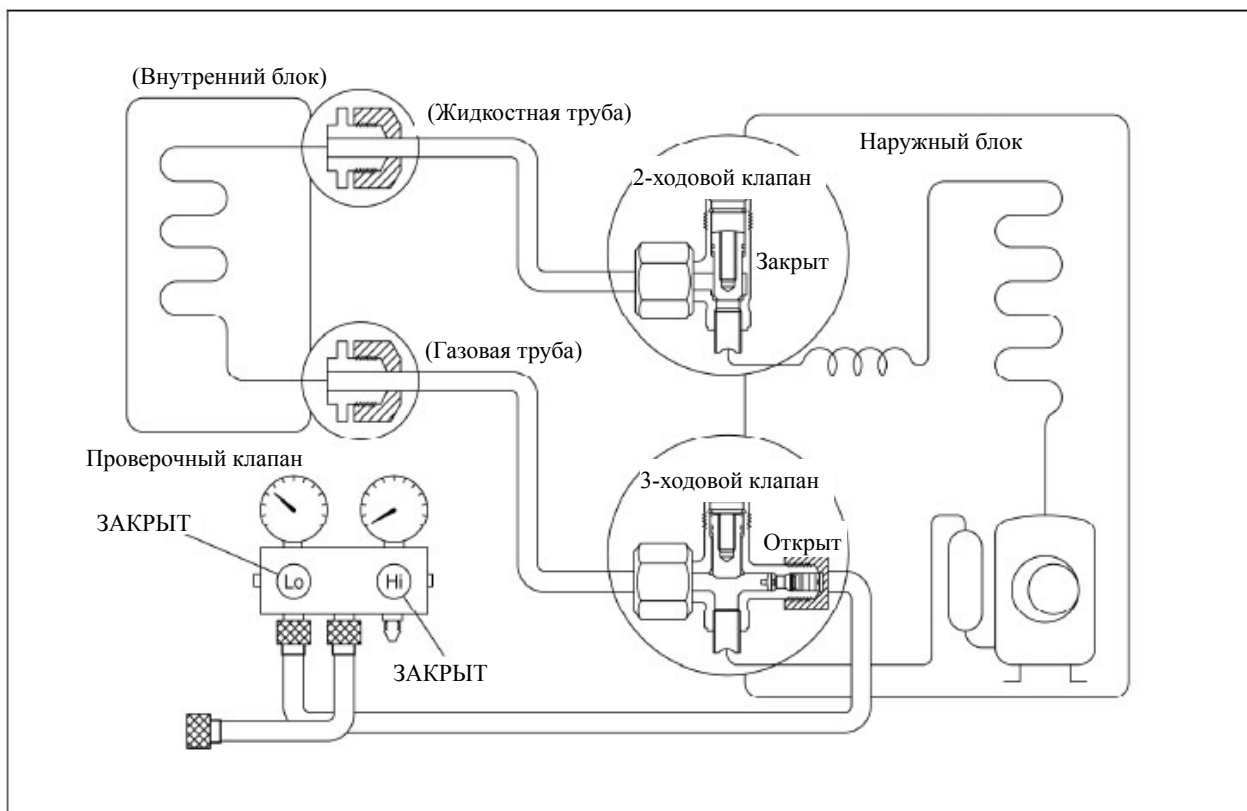 (Внутренний блок)
(Жидкостная труба)
Наружный блок
2-ходовой клапан
Закрыт
(Газовая труба)
Проверочный клапан
3-ходовой клапан
ЗАКРЫТ
Открыт
Lo
Hi
ЗАКРЫТ